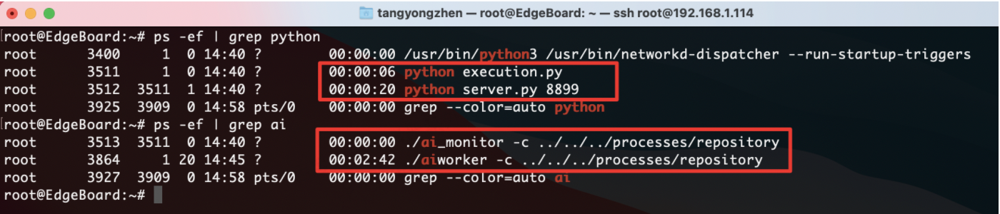 tangyongzhen — root@EdgeBoard: ~ — ssh root@192.168.1.114
[root@EdgeBoard:~# ps -ef | grep python
root      3400     1  0 14:40 ?        00:00:00 /usr/bin/python3 /usr/bin/networkd-dispatcher --run-startup-triggers
root      3511     1  0 14:40 ?        00:00:06 python execution.py
root      3512  3511  1 14:40 ?        00:00:20 python server.py 8899
root      3925  3909  0 14:58 pts/0    00:00:00 grep --color=auto python
[root@EdgeBoard:~# ps -ef | grep ai
root      3513  3511  0 14:40 ?        00:00:00 ./ai_monitor -c ../../../processes/repository
root      3864     1 20 14:45 ?        00:02:42 ./aiworker -c ../../../processes/repository
root      3927  3909  0 14:58 pts/0    00:00:00 grep --color=auto ai
root@EdgeBoard:~#